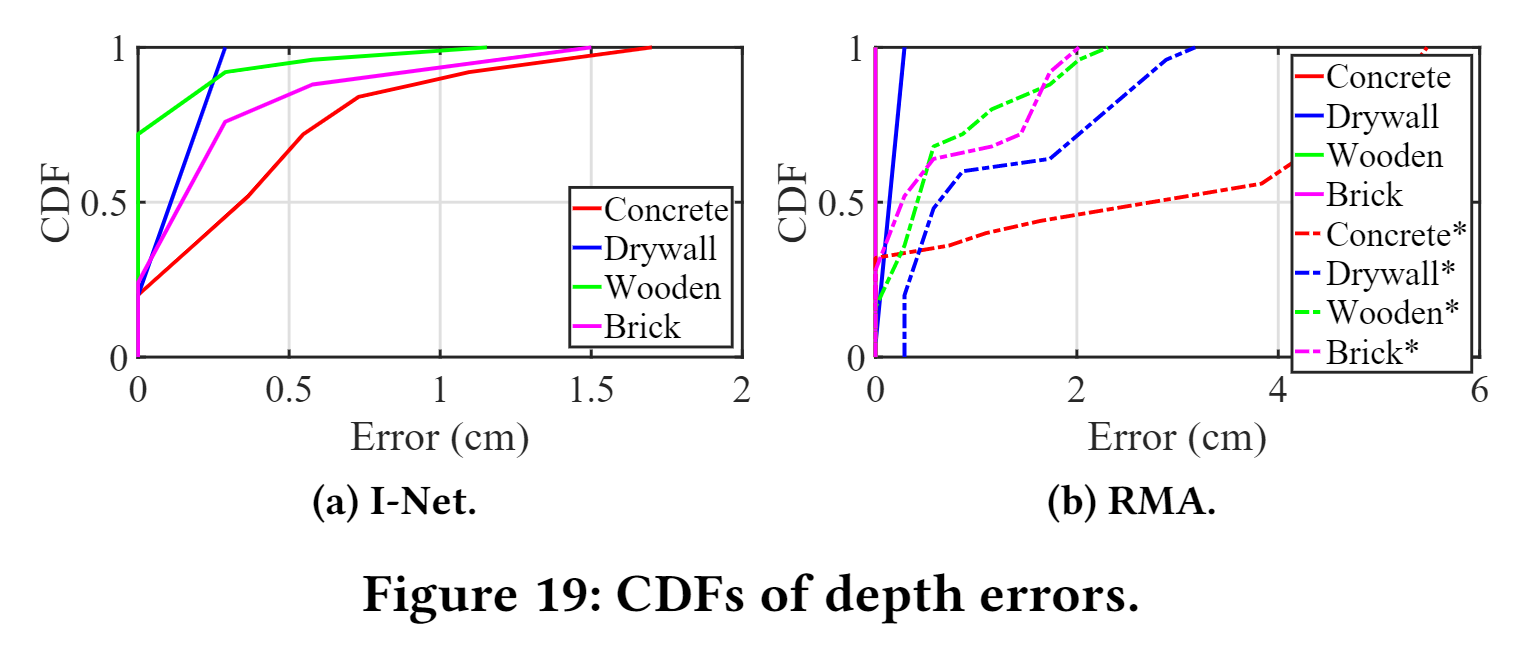 1
0.5
0
CDF
0 0.5 1 1.5 2
Error (cm)
Concrete
Drywall
Wooden
Brick
(a) I-Net.
1
0.5
0
CDF
0 2 4 6
Error (cm)
Concrete
Drywall
Wooden
Brick
Concrete*
Drywall*
Wooden*
Brick*
(b) RMA.
Figure 19: CDFs of depth errors.